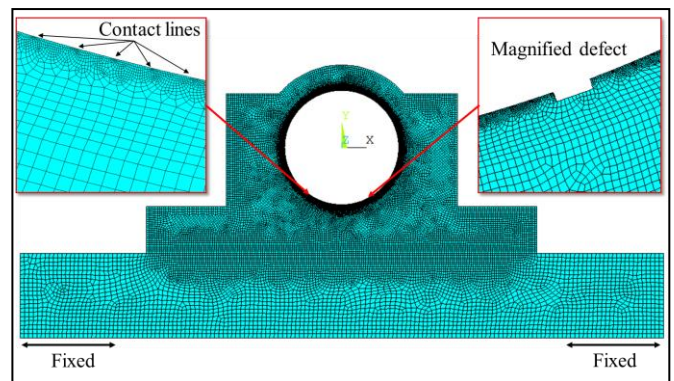 Contact lines
Magnified defect
Y
Z X
Fixed
Fixed